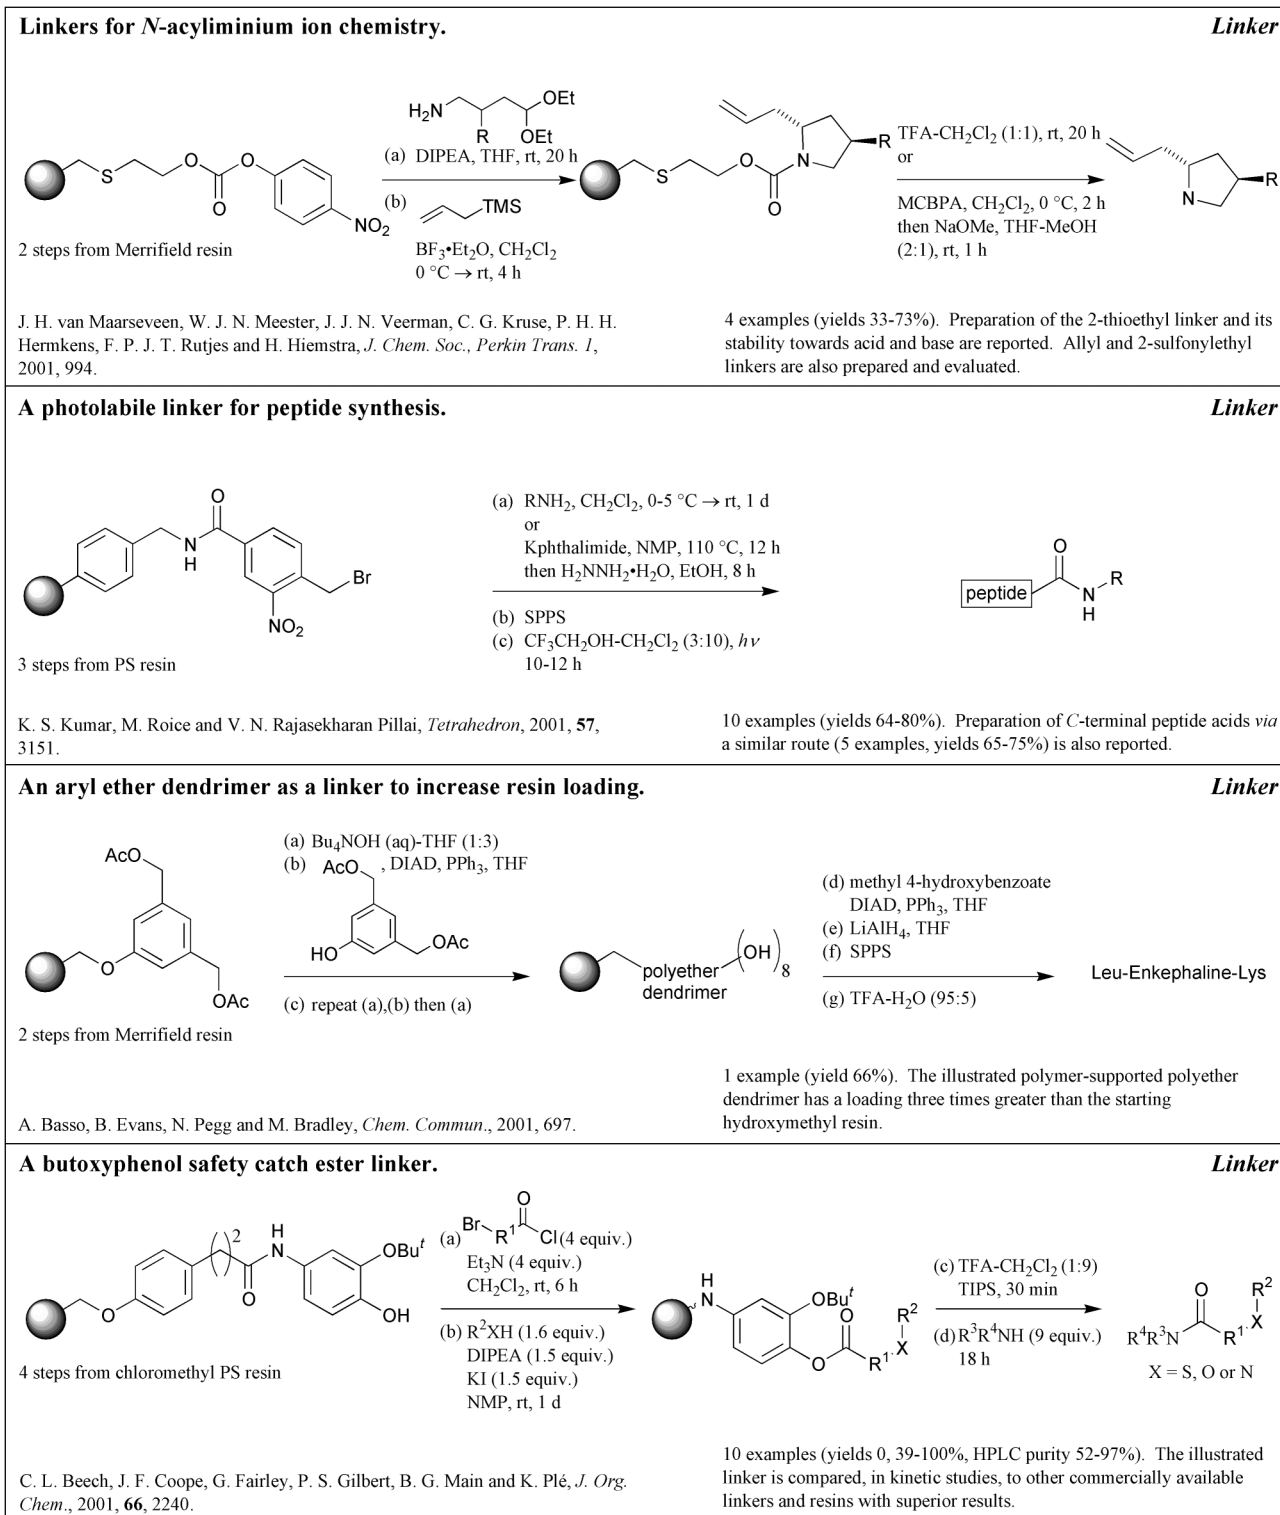 Linkers for N-acyliminium ion chemistry. Linker
H2N
OEt
OEt
R
(a) DIPEA, THF, rt, 20 h
(b)
TMS
BF3•Et2O, CH2Cl2
0 °C → rt, 4 h
S
O
O
O
NO2
2 steps from Merrifield resin
S
O
O
N
R
TFA-CH2Cl2 (1:1), rt, 20 h
or
MCBPA, CH2Cl2, 0 °C, 2 h
then NaOMe, THF-MeOH
(2:1), rt, 1 h
N
R
J. H. van Maarseveen, W. J. N. Meester, J. J. N. Veerman, C. G. Kruse, P. H. H.
Hermkens, F. P. J. T. Rutjes and H. Hiemstra, J. Chem. Soc., Perkin Trans. 1,
2001, 994.
4 examples (yields 33-73%). Preparation of the 2-thioethyl linker and its
stability towards acid and base are reported. Allyl and 2-sulfonylethyl
linkers are also prepared and evaluated.
A photolabile linker for peptide synthesis. Linker
O
N
H
Br
NO2
3 steps from PS resin
(a) RNH2, CH2Cl2, 0-5 °C → rt, 1 d
or
Kphthalimide, NMP, 110 °C, 12 h
then H2NNH2•H2O, EtOH, 8 h
(b) SPPS
(c) CF3CH2OH-CH2Cl2 (3:10), hν
10-12 h
peptide
O
N
H
R
K. S. Kumar, M. Roice and V. N. Rajasekharan Pillai, Tetrahedron, 2001, 57,
3151.
10 examples (yields 64-80%). Preparation of C-terminal peptide acids via
a similar route (5 examples, yields 65-75%) is also reported.
An aryl ether dendrimer as a linker to increase resin loading. Linker
AcO
O
OAc
2 steps from Merrifield resin
(a) Bu4NOH (aq)-THF (1:3)
(b) AcO , DIAD, PPh3, THF
HO
OAc
(c) repeat (a),(b) then (a)
polyether
dendrimer
(OH)8
(d) methyl 4-hydroxybenzoate
DIAD, PPh3, THF
(e) LiAlH4, THF
(f) SPPS
(g) TFA-H2O (95:5)
Leu-Enkephaline-Lys
A. Basso, B. Evans, N. Pegg and M. Bradley, Chem. Commun., 2001, 697.
1 example (yield 66%). The illustrated polymer-supported polyether
dendrimer has a loading three times greater than the starting
hydroxymethyl resin.
A butoxyphenol safety catch ester linker. Linker
O
( )2
O
H
N
OBut
OH
4 steps from chloromethyl PS resin
O
(a) Br R1 Cl (4 equiv.)
Et3N (4 equiv.)
CH2Cl2, rt, 6 h
(b) R2XH (1.6 equiv.)
DIPEA (1.5 equiv.)
KI (1.5 equiv.)
NMP, rt, 1 d
H
N
OBut
O
O
R1
X
R2
(c) TFA-CH2Cl2 (1:9)
TIPS, 30 min
(d) R3R4NH (9 equiv.)
18 h
R4R3N
O
R1
X
R2
X = S, O or N
C. L. Beech, J. F. Coope, G. Fairley, P. S. Gilbert, B. G. Main and K. Plé, J. Org.
Chem., 2001, 66, 2240.
10 examples (yields 0, 39-100%, HPLC purity 52-97%). The illustrated
linker is compared, in kinetic studies, to other commercially available
linkers and resins with superior results.